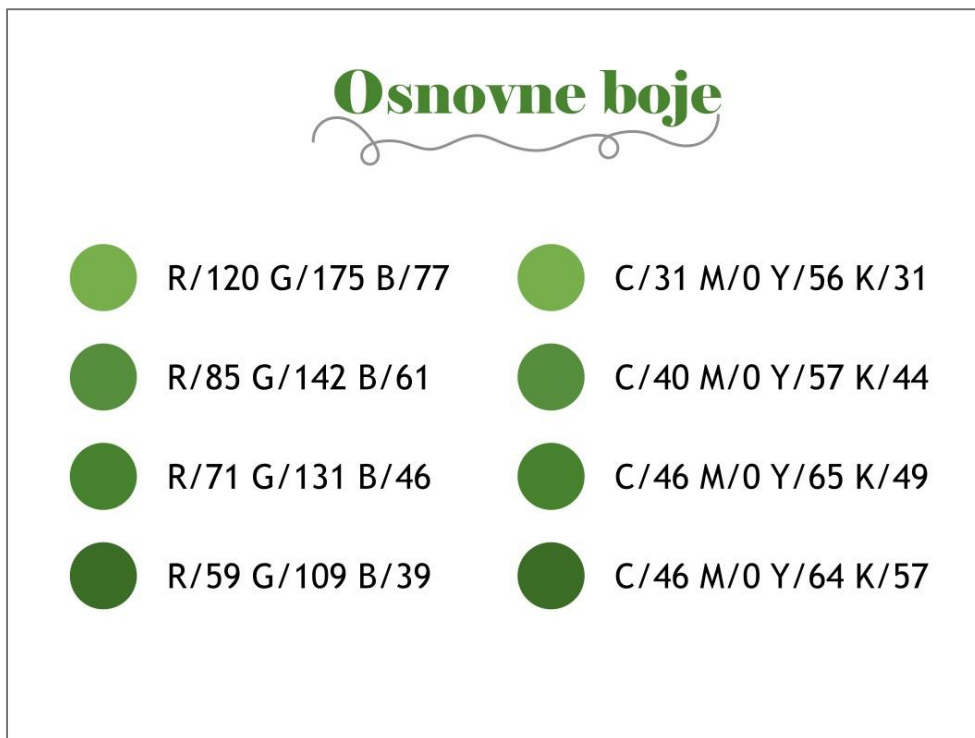 Osnovne boje
R/120 G/175 B/77
C/31 M/0 Y/56 K/31
R/85 G/142 B/61
C/40 M/0 Y/57 K/44
R/71 G/131 B/46
C/46 M/0 Y/65 K/49
R/59 G/109 B/39
C/46 M/0 Y/64 K/57